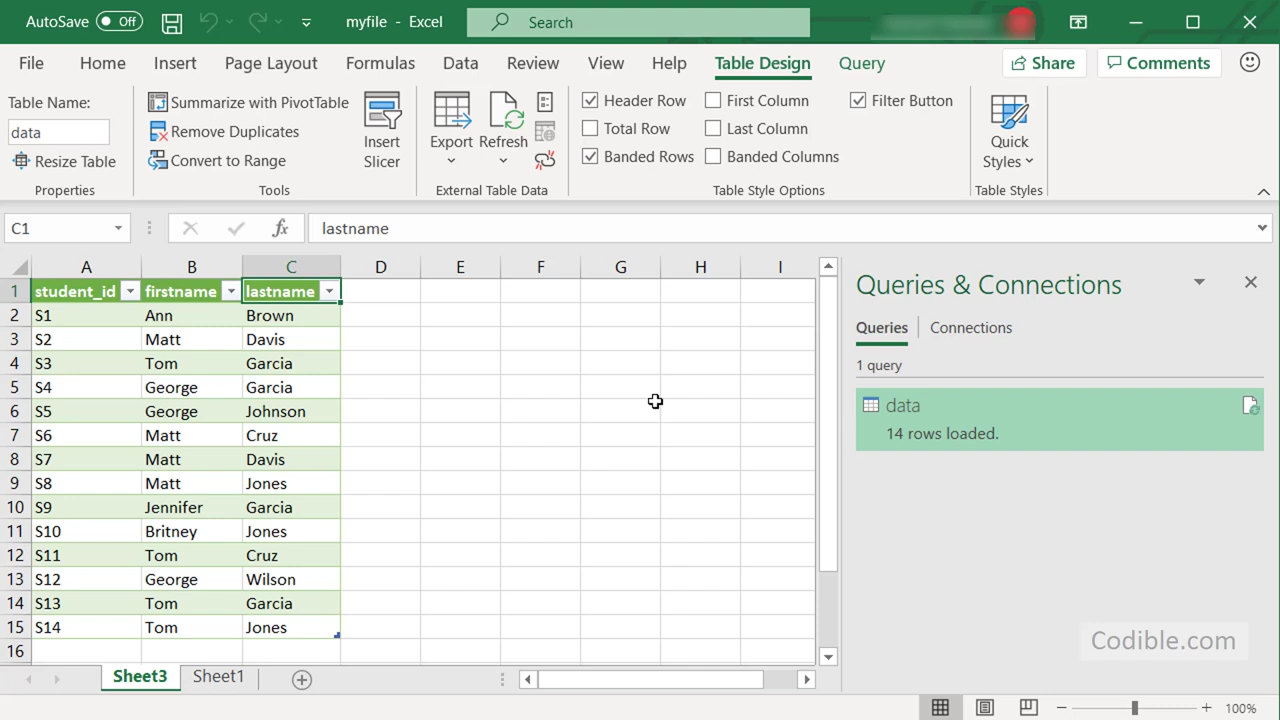 AutoSave Off myfile - Excel Search
File Home Insert Page Layout Formulas Data Review View Help Table Design Query Share Comments
Table Name:
data
Resize Table
Properties
Summarize with PivotTable
Remove Duplicates
Convert to Range
Tools
Insert
Slicer
Export
Refresh
External Table Data
Header Row First Column Filter Button
Total Row Last Column
Banded Rows Banded Columns
Table Style Options
Quick
Styles
Table Styles
C1 fx lastname
A B C D E F G H I
1 student_id firstname lastname
2 S1 Ann Brown
3 S2 Matt Davis
4 S3 Tom Garcia
5 S4 George Garcia
6 S5 George Johnson
7 S6 Matt Cruz
8 S7 Matt Davis
9 S8 Matt Jones
10 S9 Jennifer Garcia
11 S10 Britney Jones
12 S11 Tom Cruz
13 S12 George Wilson
14 S13 Tom Garcia
15 S14 Tom Jones
16
Queries & Connections
Queries Connections
1 query
data
14 rows loaded.
Codible.com
Sheet3 Sheet1
100%